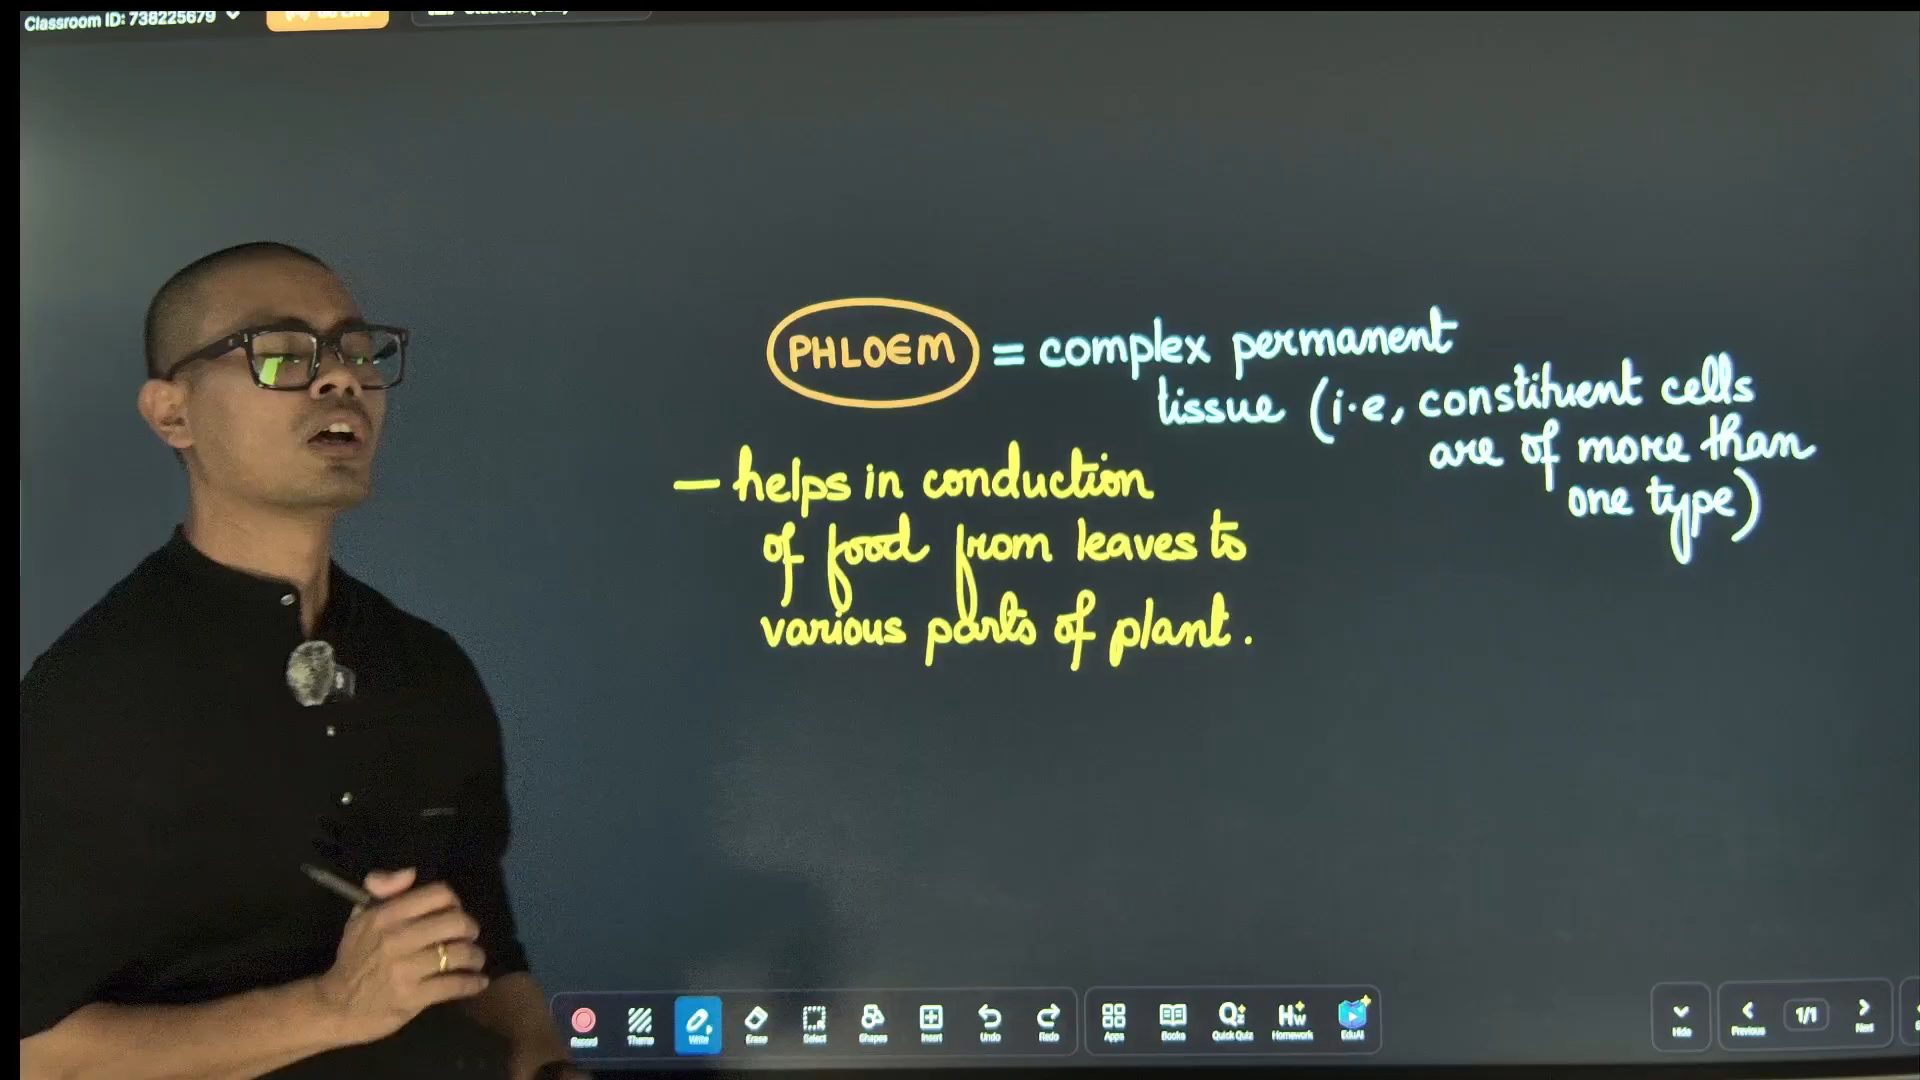 Classroom ID: 738225679
PHLOEM = complex permanent
tissue (i.e, constituent cells
are of more than
one type)
— helps in conduction
of food from leaves to
various parts of plant.
Record Theme Write Erase Select Shapes Insert Undo Redo Apps Books Quick Quiz Homework EduAI Hide Previous 1/1 Next